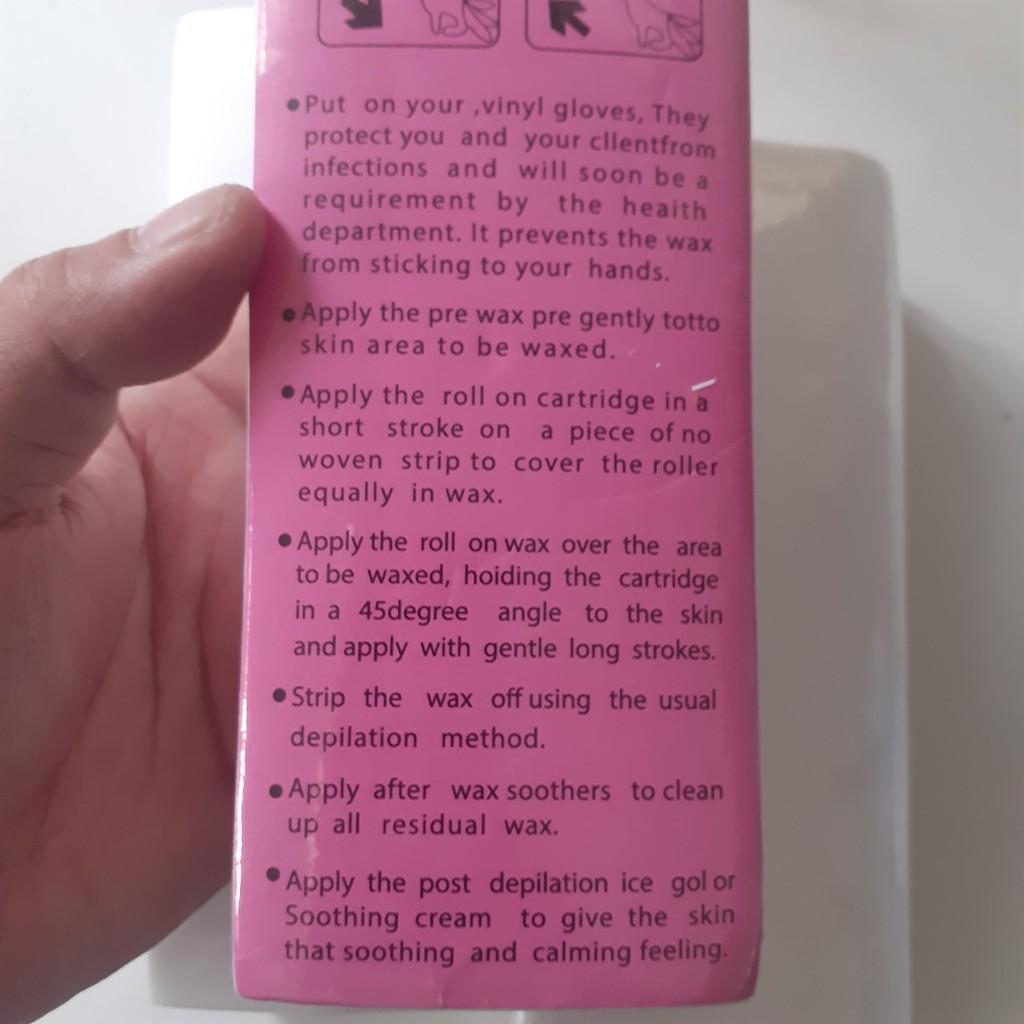 •Put on your ,vinyl gloves, They
protect you and your cllentfrom
infections and will soon be a
requirement by the heaith
department. It prevents the wax
from sticking to your hands.
•Apply the pre wax pre gently totto
skin area to be waxed.
•Apply the roll on cartridge in a
short stroke on a piece of no
woven strip to cover the roller
equally in wax.
•Apply the roll on wax over the area
to be waxed, hoiding the cartridge
in a 45degree angle to the skin
and apply with gentle long strokes.
•Strip the wax off using the usual
depilation method.
•Apply after wax soothers to clean
up all residual wax.
•Apply the post depilation ice gol or
Soothing cream to give the skin
that soothing and calming feeling.